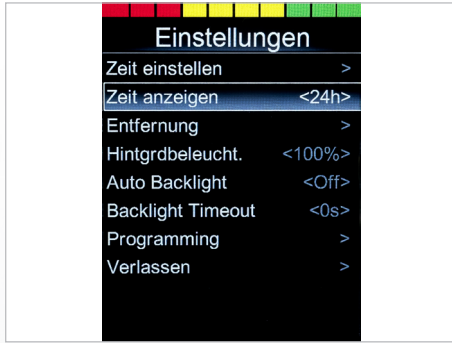 Einstellungen
Zeit einstellen >
Zeit anzeigen <24h>
Entfernung >
Hintgrdbeleucht. <100%>
Auto Backlight <Off>
Backlight Timeout <0s>
Programming >
Verlassen >